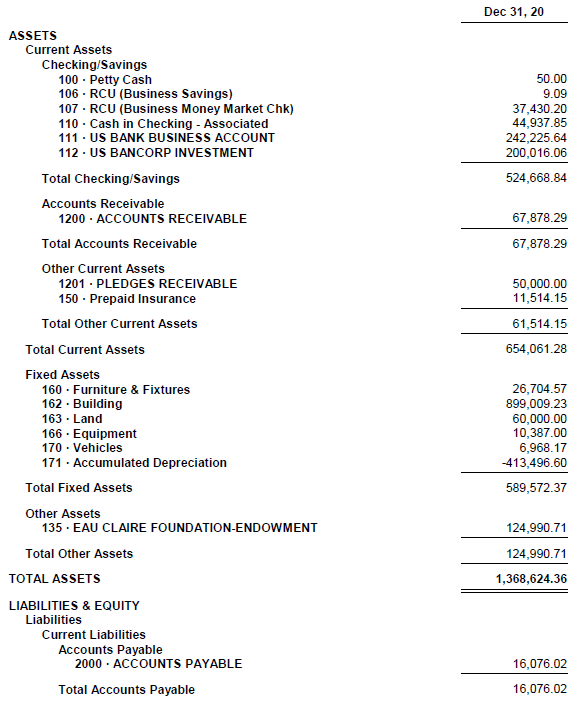 Dec 31, 20
ASSETS
Current Assets
Checking/Savings
100 · Petty Cash 50.00
106 · RCU (Business Savings) 9.09
107 · RCU (Business Money Market Chk) 37,430.20
110 · Cash in Checking - Associated 44,937.85
111 · US BANK BUSINESS ACCOUNT 242,225.64
112 · US BANCORP INVESTMENT 200,016.06
Total Checking/Savings 524,668.84
Accounts Receivable
1200 · ACCOUNTS RECEIVABLE 67,878.29
Total Accounts Receivable 67,878.29
Other Current Assets
1201 · PLEDGES RECEIVABLE 50,000.00
150 · Prepaid Insurance 11,514.15
Total Other Current Assets 61,514.15
Total Current Assets 654,061.28
Fixed Assets
160 · Furniture & Fixtures 26,704.57
162 · Building 899,009.23
163 · Land 60,000.00
166 · Equipment 10,387.00
170 · Vehicles 6,968.17
171 · Accumulated Depreciation -413,496.60
Total Fixed Assets 589,572.37
Other Assets
135 · EAU CLAIRE FOUNDATION-ENDOWMENT 124,990.71
Total Other Assets 124,990.71
TOTAL ASSETS 1,368,624.36
LIABILITIES & EQUITY
Liabilities
Current Liabilities
Accounts Payable
2000 · ACCOUNTS PAYABLE 16,076.02
Total Accounts Payable 16,076.02